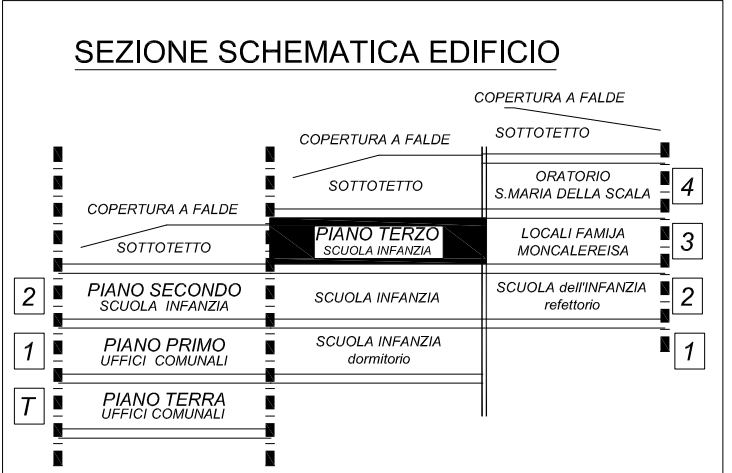 SEZIONE SCHEMATICA EDIFICIO
COPERTURA A FALDE
SOTTOTETTO
COPERTURA A FALDE
SOTTOTETTO
ORATORIO
S.MARIA DELLA SCALA
4
COPERTURA A FALDE
SOTTOTETTO
PIANO TERZO
SCUOLA INFANZIA
LOCALI FAMIJA
MONCALEREISA
3
2
PIANO SECONDO
SCUOLA INFANZIA
SCUOLA INFANZIA
SCUOLA dell'INFANZIA
refettorio
2
1
PIANO PRIMO
UFFICI COMUNALI
SCUOLA INFANZIA
dormitorio
1
T
PIANO TERRA
UFFICI COMUNALI